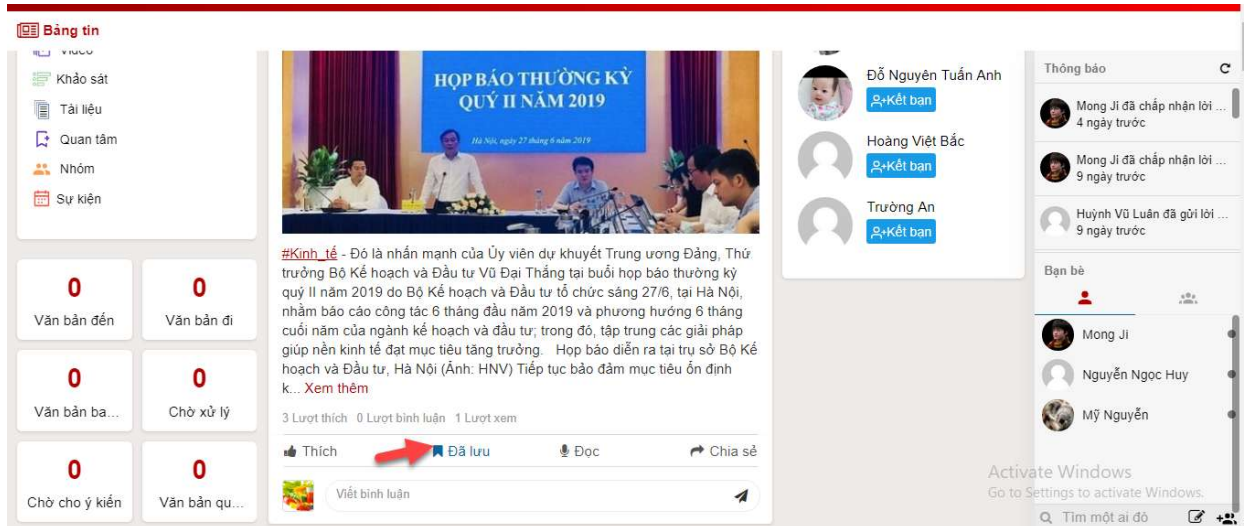 Bảng tin
Video
Khảo sát
Tài liệu
Quan tâm
Nhóm
Sự kiện
0
Văn bản đến
0
Văn bản đi
0
Văn bản ba...
0
Chờ xử lý
0
Chờ cho ý kiến
0
Văn bản qu...
HỌP BÁO THƯỜNG KỲ
QUÝ II NĂM 2019
Hà Nội, ngày 27 tháng 6 năm 2019
#Kinh_tế - Đó là nhấn mạnh của Ủy viên dự khuyết Trung ương Đảng, Thứ
trưởng Bộ Kế hoạch và Đầu tư Vũ Đại Thắng tại buổi họp báo thường kỳ
quý II năm 2019 do Bộ Kế hoạch và Đầu tư tổ chức sáng 27/6, tại Hà Nội,
nhằm báo cáo công tác 6 tháng đầu năm 2019 và phương hướng 6 tháng
cuối năm của ngành kế hoạch và đầu tư; trong đó, tập trung các giải pháp
giúp nền kinh tế đạt mục tiêu tăng trưởng. Họp báo diễn ra tại trụ sở Bộ Kế
hoạch và Đầu tư, Hà Nội (Ảnh: HNV) Tiếp tục bảo đảm mục tiêu ổn định
k... Xem thêm
3 Lượt thích 0 Lượt bình luận 1 Lượt xem
Thích
Đã lưu
Đọc
Chia sẻ
Viết bình luận
Đỗ Nguyên Tuấn Anh
Kết bạn
Hoàng Việt Bắc
Kết bạn
Trường An
Kết bạn
Thông báo
Mong Ji đã chấp nhận lời ...
4 ngày trước
Mong Ji đã chấp nhận lời ...
9 ngày trước
Huỳnh Vũ Luân đã gửi lời ...
9 ngày trước
Bạn bè
Mong Ji
Nguyễn Ngọc Huy
Mỹ Nguyễn
Activate Windows
Go to Settings to activate Windows.
Tìm một ai đó